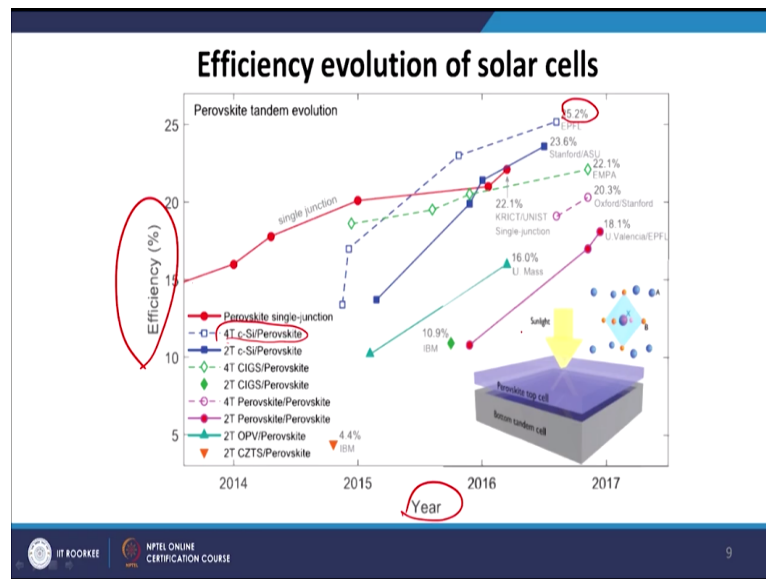 Efficiency evolution of solar cells
Perovskite tandem evolution
25
20
15
10
5
Efficiency (%)
single junction
25.2%
EPFL
23.6%
Stanford/ASU
22.1%
EMPA
20.3%
Oxford/Stanford
18.1%
U.Valencia/EPFL
22.1%
KRICT/UNIST
Single-junction
16.0%
U. Mass
10.9%
IBM
4.4%
IBM
Perovskite single-junction
4T c-Si/Perovskite
2T c-Si/Perovskite
4T CIGS/Perovskite
2T CIGS/Perovskite
4T Perovskite/Perovskite
2T Perovskite/Perovskite
2T OPV/Perovskite
2T CZTS/Perovskite
Sunlight
A
X
B
Perovskite top cell
Bottom tandem cell
2014
2015
2016
2017
Year
IIT ROORKEE
NPTEL ONLINE
CERTIFICATION COURSE
9